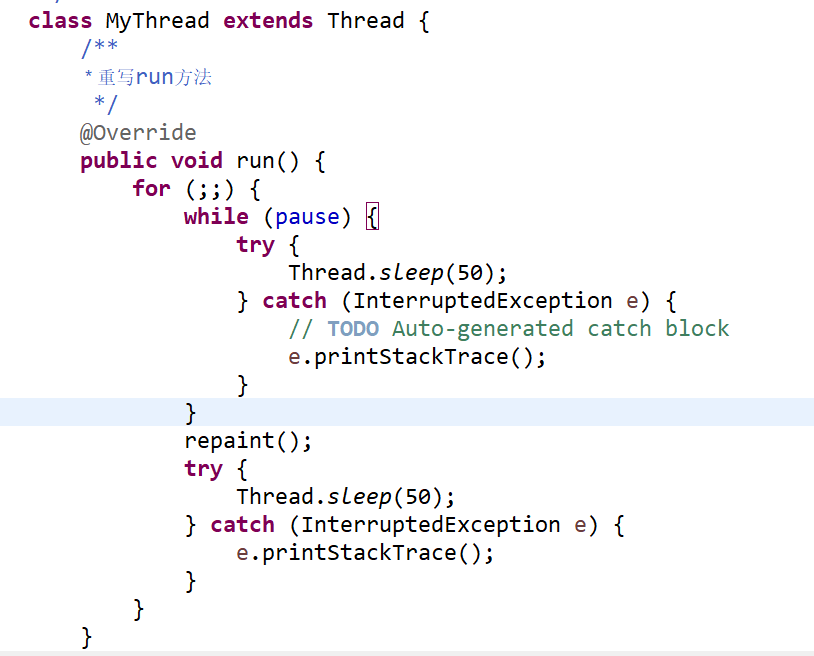 class MyThread extends Thread {
/**
* 重写run方法
*/
@Override
public void run() {
for (;;) {
while (pause) {
try {
Thread.sleep(50);
} catch (InterruptedException e) {
// TODO Auto-generated catch block
e.printStackTrace();
}
}
repaint();
try {
Thread.sleep(50);
} catch (InterruptedException e) {
e.printStackTrace();
}
}
}